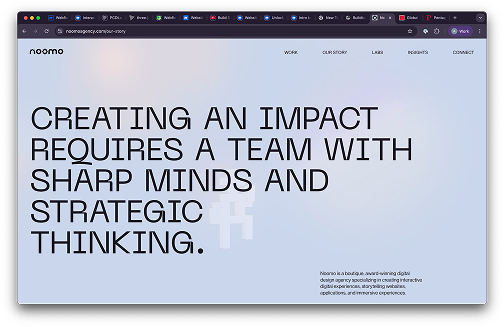 noomoagency.com/our-story
Work
noomo
WORK
OUR STORY
LABS
INSIGHTS
CONNECT
CREATING AN IMPACT
REQUIRES A TEAM WITH
SHARP MINDS AND
STRATEGIC
THINKING.
Noomo is a boutique, award-winning digital
design agency specializing in creating interactive
digital experiences, storytelling websites,
applications, and immersive experiences.